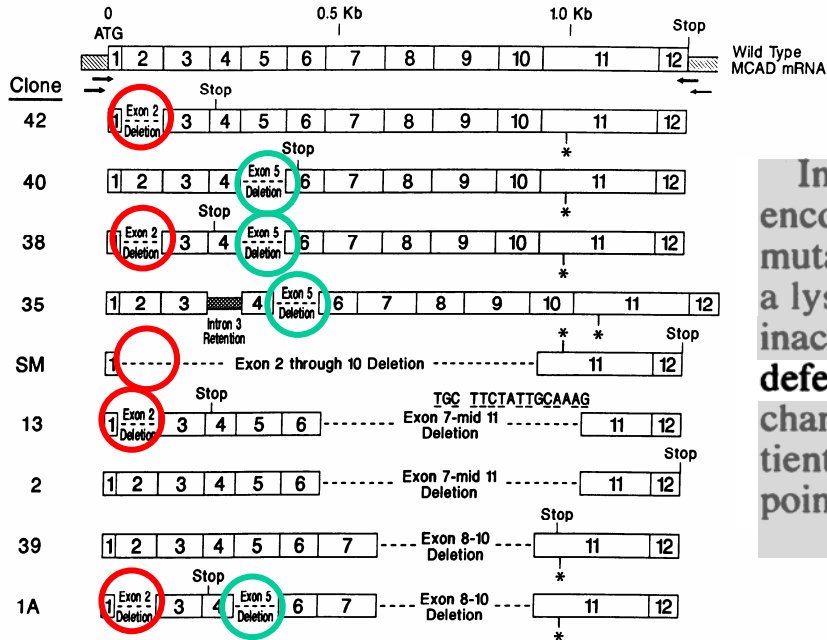 0 0.5 Kb 1.0 Kb
ATG Stop
1 2 3 4 5 6 7 8 9 10 11 12 Wild Type
MCAD mRNA
Clone
Stop
42 1 Exon 2 Deletion 3 4 5 6 7 8 9 10 11 12
*
Stop
40 1 2 3 4 Exon 5 Deletion 6 7 8 9 10 11 12
*
Stop
38 1 Exon 2 Deletion 3 4 Exon 5 Deletion 6 7 8 9 10 11 12
*
35 1 2 3 4 Exon 5 Deletion 6 7 8 9 10 11 12
Intron 3
Retention
* *
Stop
SM 1 Exon 2 through 10 Deletion 11 12
Stop TGC TTCTATTGCAAAG
13 1 Exon 2 Deletion 3 4 5 6 Exon 7-mid 11 Deletion 11 12
Stop
2 1 2 3 4 5 6 Exon 7-mid 11 Deletion 11 12
Stop
39 1 2 3 4 5 6 7 Exon 8-10 Deletion 11 12
*
Stop
1A 1 Exon 2 Deletion 3 4 Exon 5 Deletion 6 7 Exon 8-10 Deletion 11 12
*
In
enco
muta
a lys
inac
defe
char
tient
poin